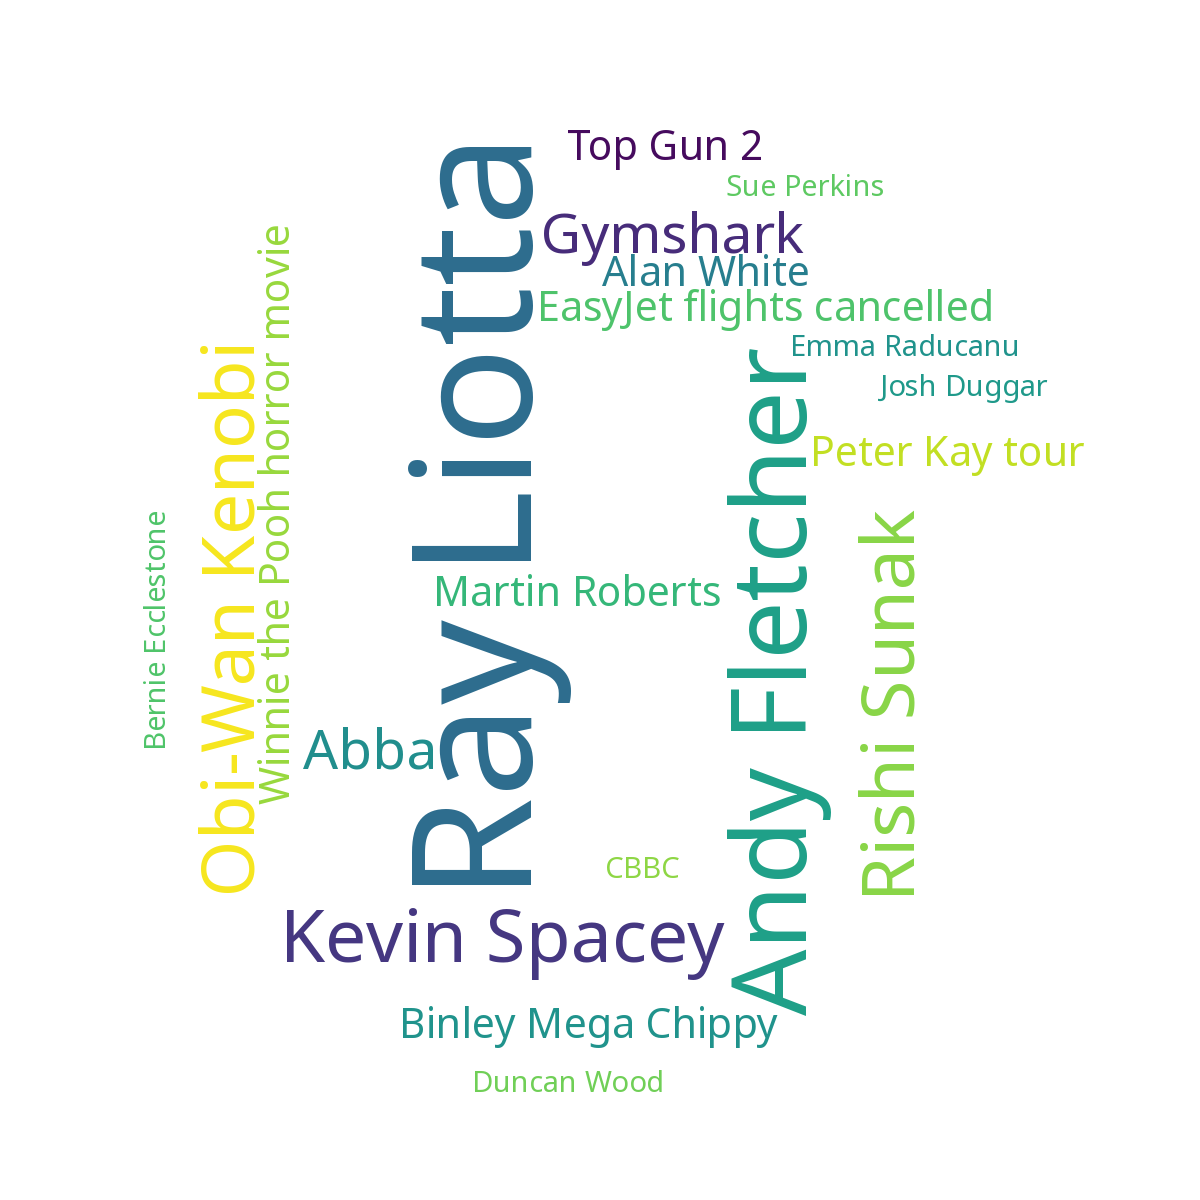 Top Gun 2
Sue Perkins
Gymshark
Alan White
EasyJet flights cancelled
Emma Raducanu
Josh Duggar
Peter Kay tour
Ray Liotta
Obi-Wan Kenobi
Winnie the Pooh horror movie
Bernie Ecclestone
Andy Fletcher
Rishi Sunak
Martin Roberts
Abba
CBBC
Kevin Spacey
Binley Mega Chippy
Duncan Wood